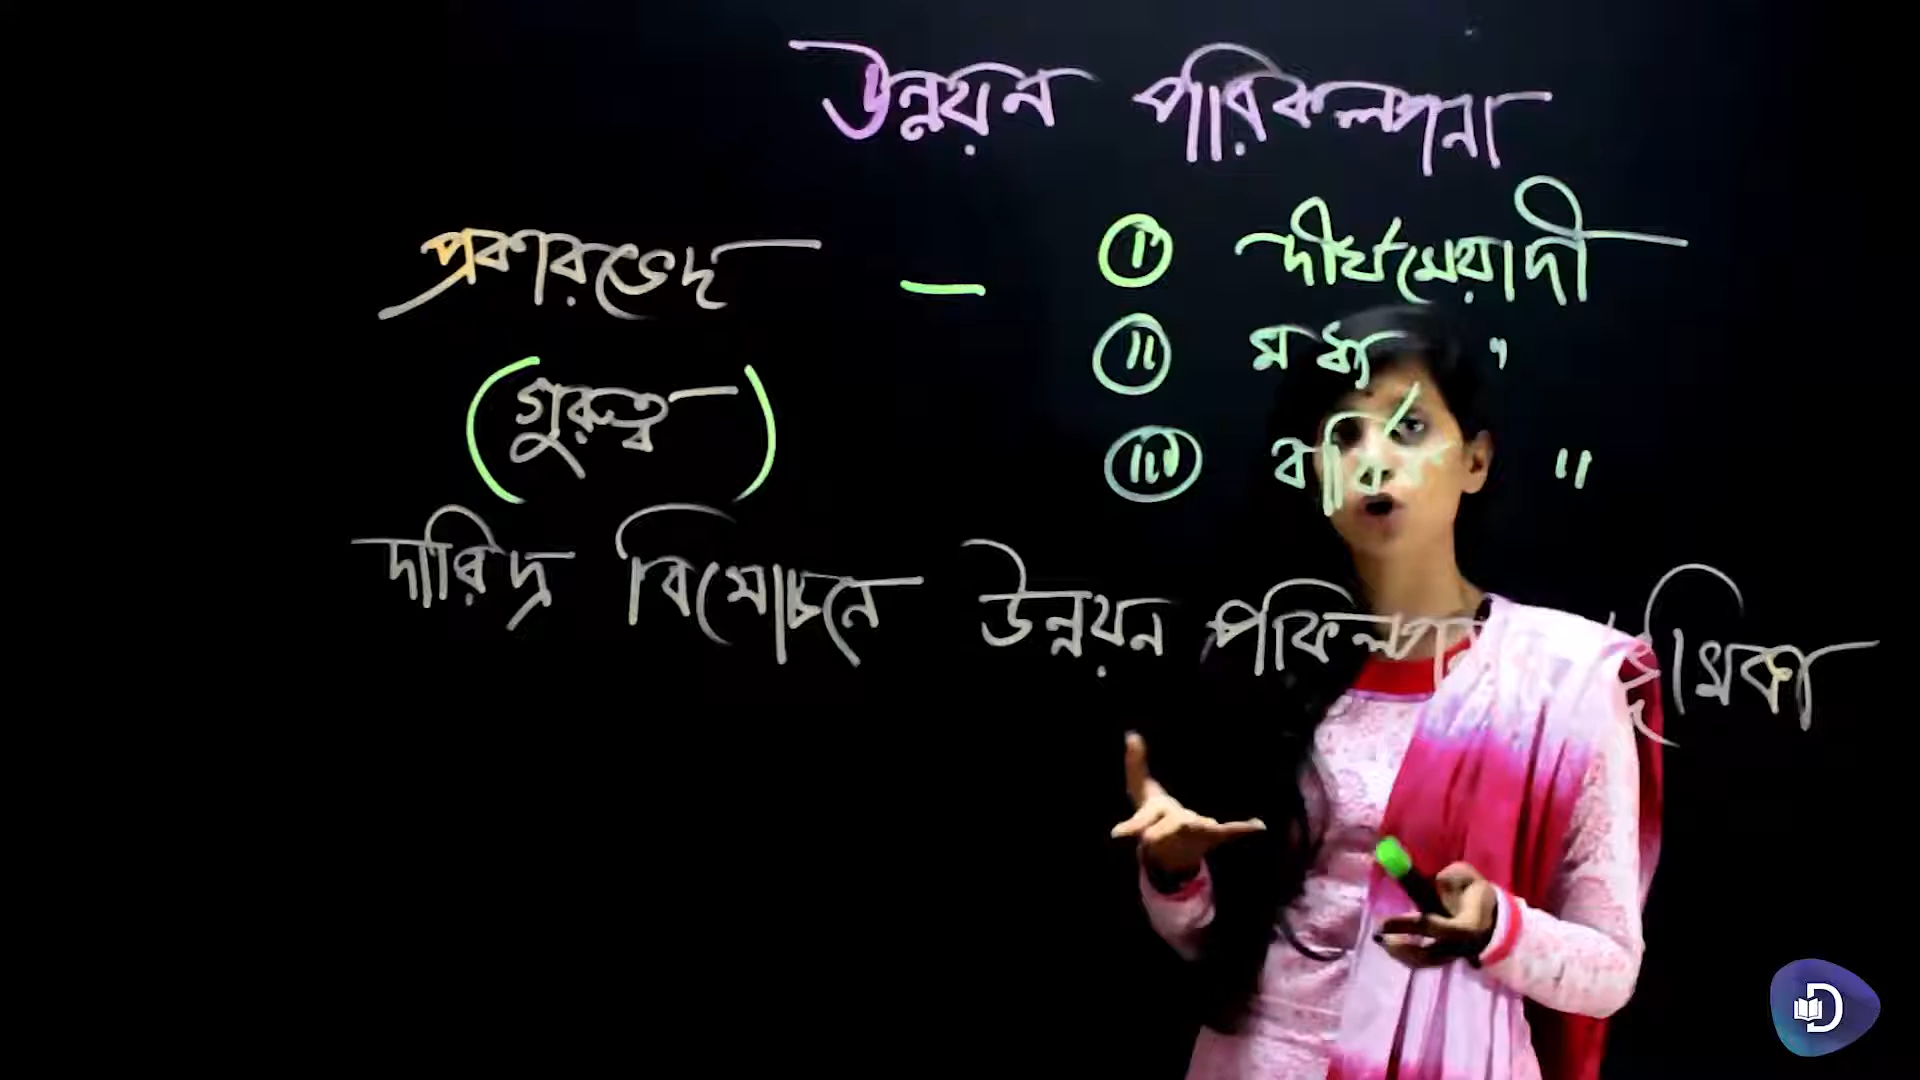 উন্নয়ন পরিকল্পনা
প্রকারভেদ — (i) দীর্ঘমেয়াদী
(ii) মধ্য "
(গুরুত্ব)
(iii) বার্ষিক "
দারিদ্র বিমোচনে উন্নয়ন ভূমিকা
D